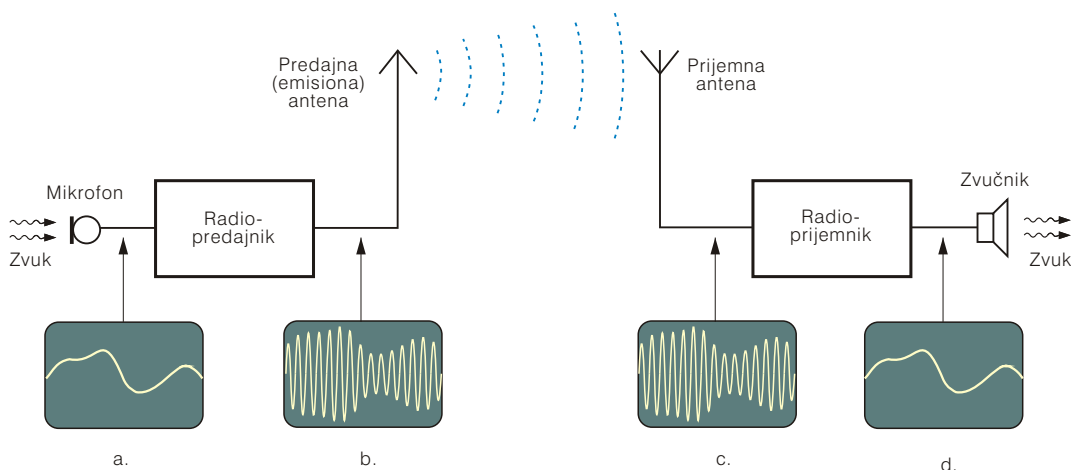 Predajna
(emisiona)
antena
Prijemna
antena
Mikrofon
Zvuk
Radio-
predajnik
Radio-
prijemnik
Zvučnik
Zvuk
a.
b.
c.
d.